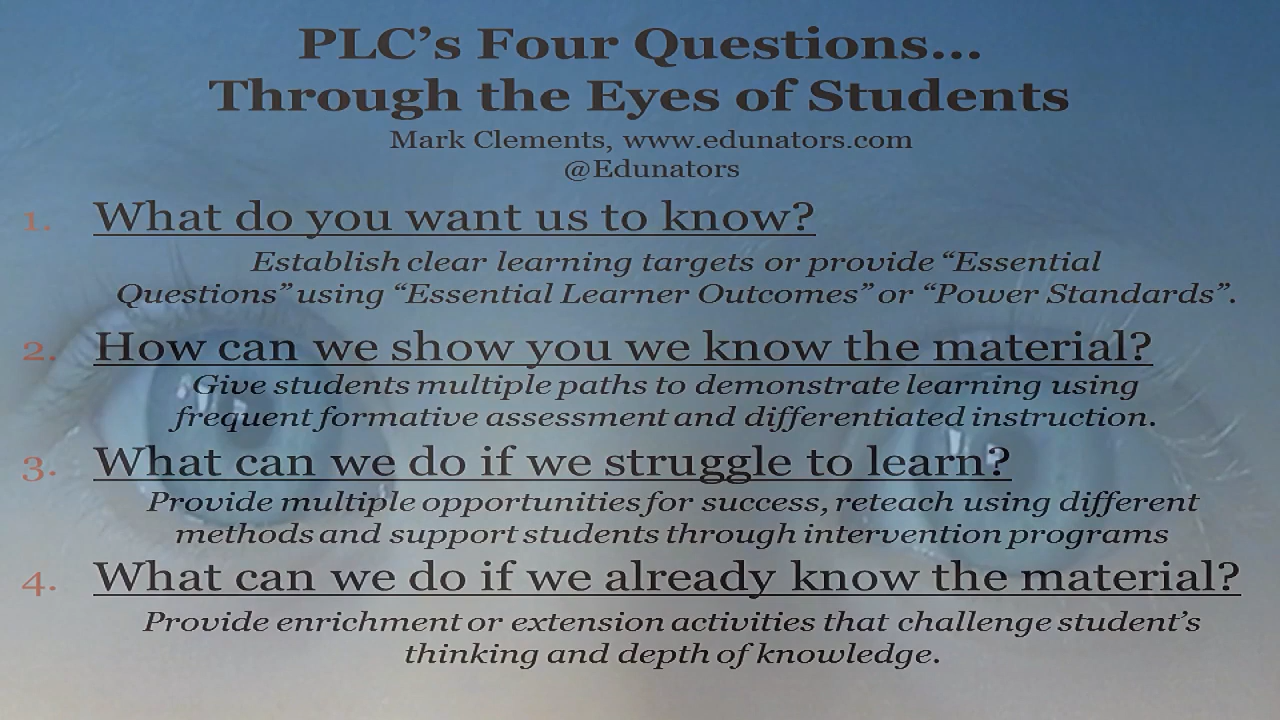 PLC’s Four Questions...
Through the Eyes of Students
Mark Clements, www.edunators.com
@Edunators
1. What do you want us to know?
Establish clear learning targets or provide “Essential
Questions” using “Essential Learner Outcomes” or “Power Standards”.
2. How can we show you we know the material?
Give students multiple paths to demonstrate learning using
frequent formative assessment and differentiated instruction.
3. What can we do if we struggle to learn?
Provide multiple opportunities for success, reteach using different
methods and support students through intervention programs
4. What can we do if we already know the material?
Provide enrichment or extension activities that challenge student’s
thinking and depth of knowledge.